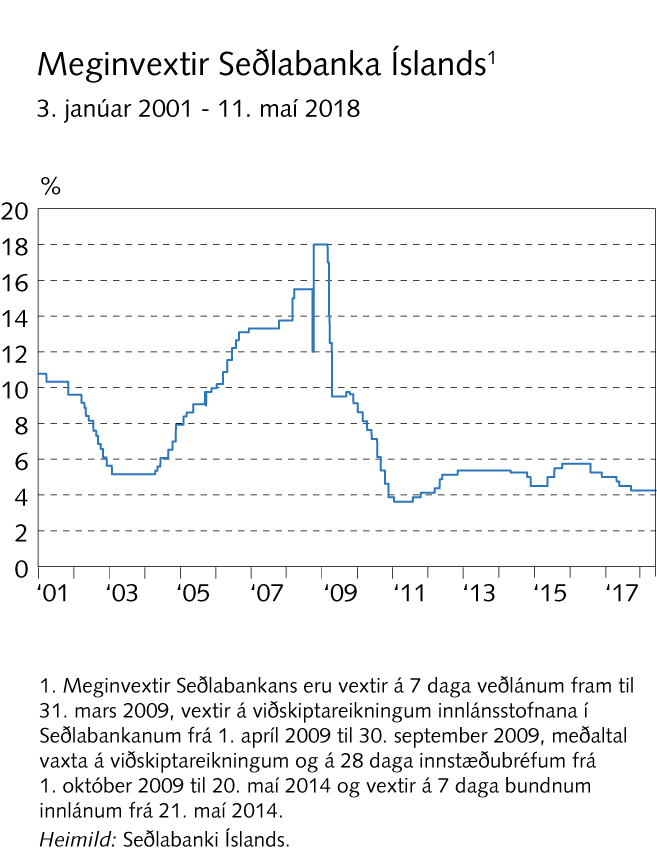 Meginvextir Seðlabanka Íslands¹
3. janúar 2001 - 11. maí 2018
%
20
18
16
14
12
10
8
6
4
2
0
‘01 ‘03 ‘05 ‘07 ‘09 ‘11 ‘13 ‘15 ‘17
1. Meginvextir Seðlabankans eru vextir á 7 daga veðlánum fram til
31. mars 2009, vextir á viðskiptareikningum innlánsstofnana í
Seðlabankanum frá 1. apríl 2009 til 30. september 2009, meðaltal
vaxta á viðskiptareikningum og á 28 daga innstæðubréfum frá
1. október 2009 til 20. maí 2014 og vextir á 7 daga bundnum
innlánum frá 21. maí 2014.
Heimild: Seðlabanki Íslands.